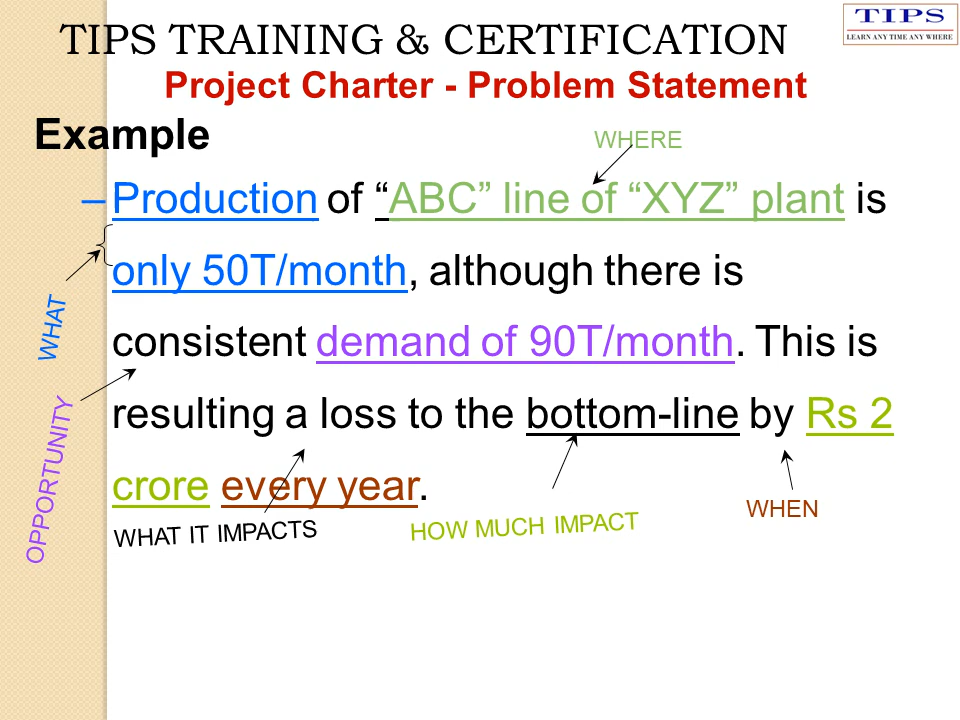 TIPS TRAINING & CERTIFICATION
TIPS
LEARN ANY TIME ANY WHERE
Project Charter - Problem Statement
Example
WHERE
–Production of “ABC” line of “XYZ” plant is
only 50T/month, although there is
WHAT
consistent demand of 90T/month. This is
OPPORTUNITY
resulting a loss to the bottom-line by Rs 2
crore every year.
WHAT IT IMPACTS
HOW MUCH IMPACT
WHEN